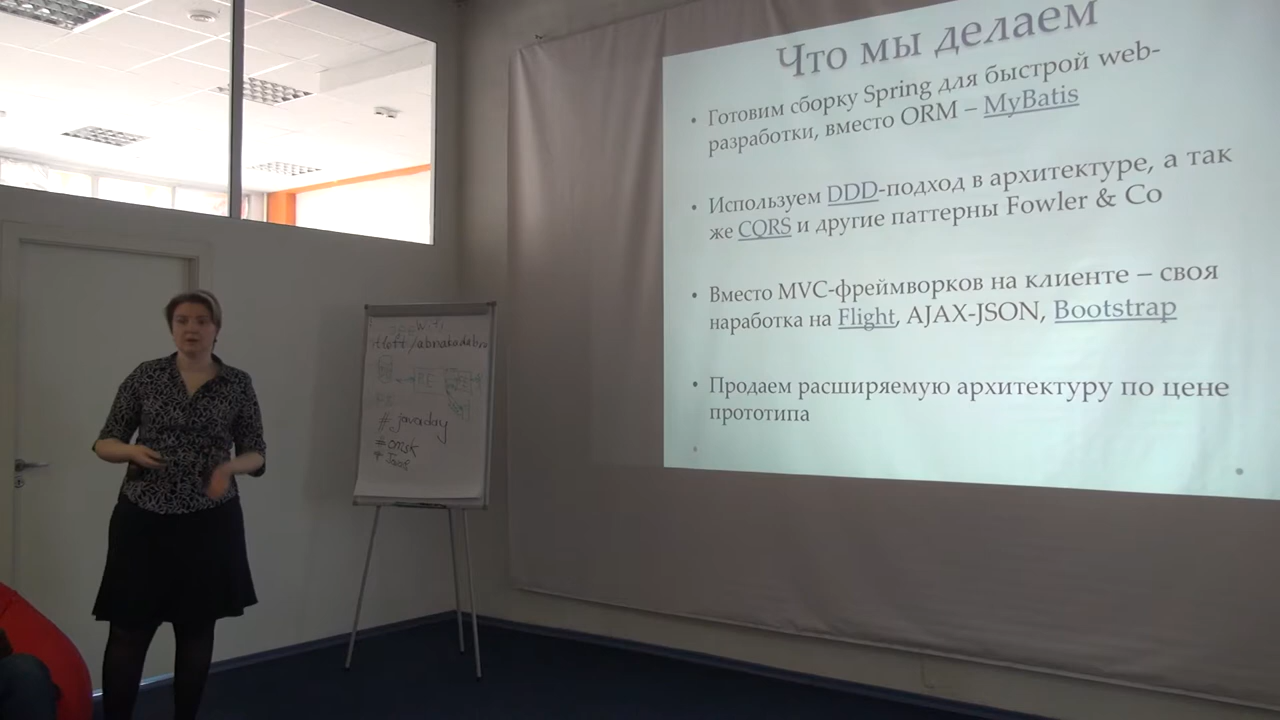 Что мы делаем
• Готовим сборку Spring для быстрой web-
разработки, вместо ORM – MyBatis
• Используем DDD-подход в архитектуре, а так
же CQRS и другие паттерны Fowler & Co
• Вместо MVC-фреймворков на клиенте – своя
наработка на Flight, AJAX-JSON, Bootstrap
• Продаем расширяемую архитектуру по цене
прототипа
# javaday
# omsk